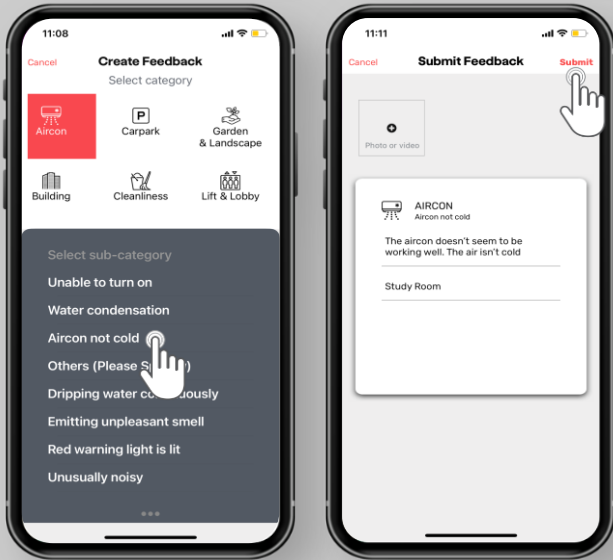 11:08
Cancel
Create Feedback
Select category
Aircon
P
Carpark
Garden
& Landscape
Building
Cleanliness
Lift & Lobby
Select sub-category
Unable to turn on
Water condensation
Aircon not cold
Others (Please
Dripping water
Emitting unpleasant smell
Red warning light is lit
Unusually noisy
11:11
Cancel
Submit Feedback
Submit
Photo or video
AIRCON
Aircon not cold
The aircon doesn't seem to be
working well. The air isn't cold
Study Room